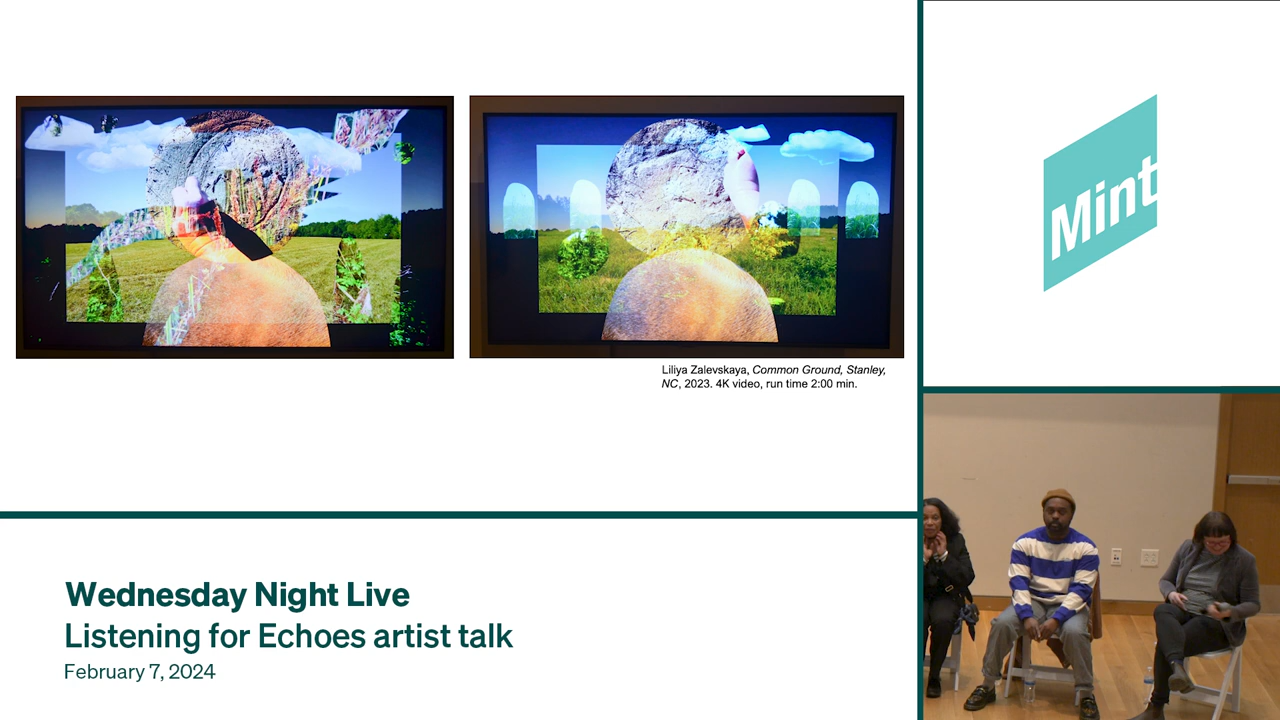 Liliya Zalevskaya, Common Ground, Stanley,
NC, 2023. 4K video, run time 2:00 min.
Mint
Wednesday Night Live
Listening for Echoes artist talk
February 7, 2024